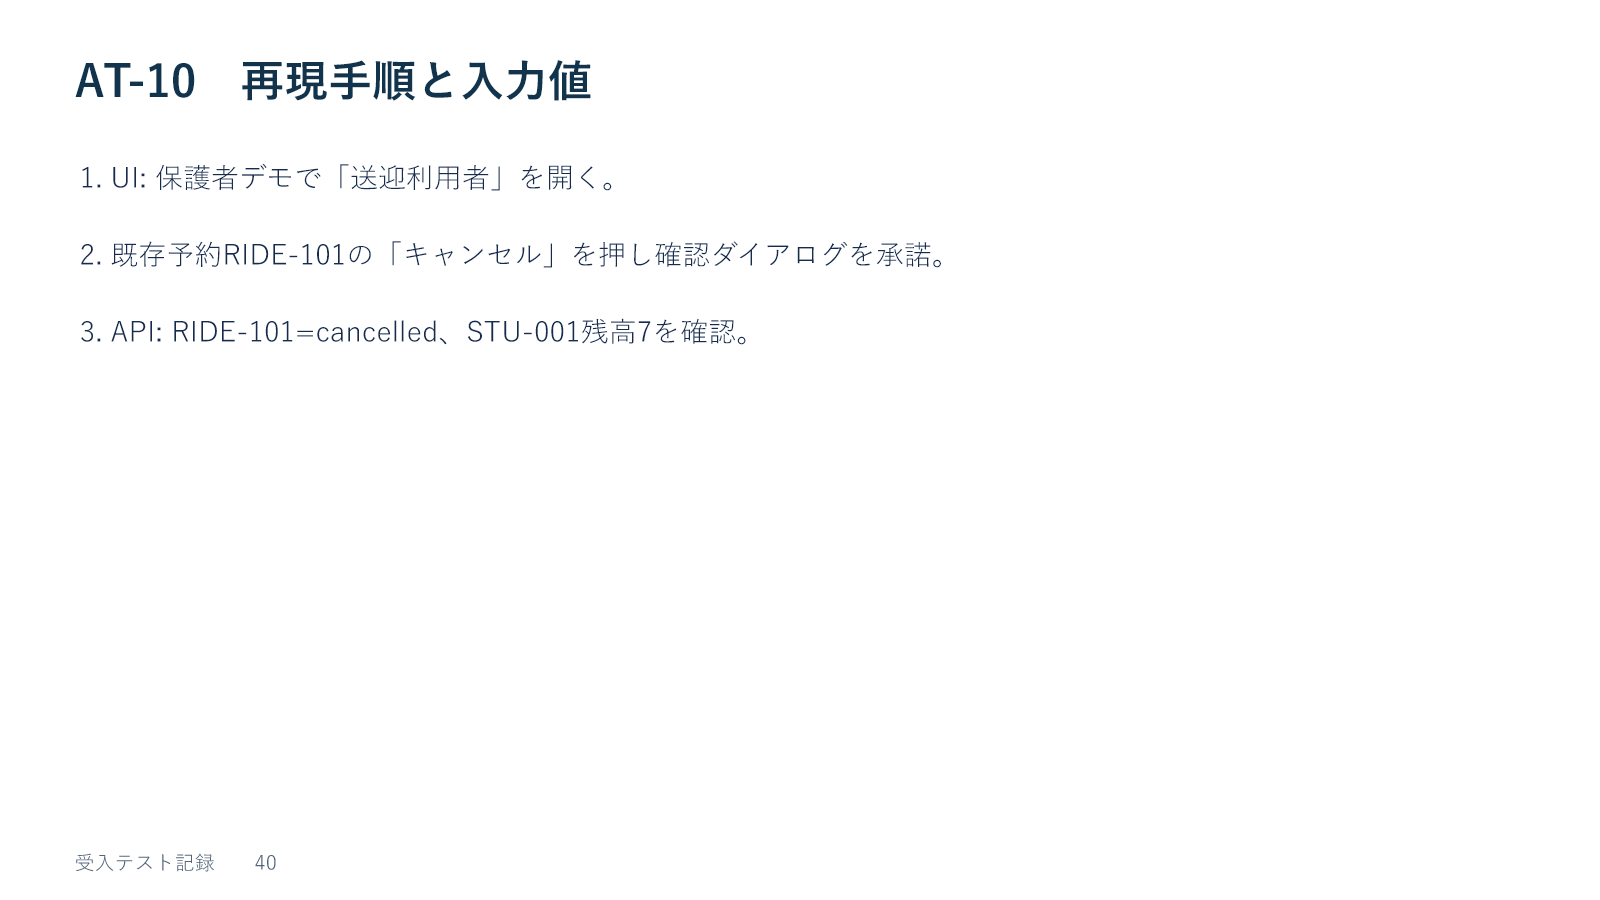 AT-10　再現手順と入力値
1. UI: 保護者デモで「送迎利用者」を開く。
2. 既存予約RIDE-101の「キャンセル」を押し確認ダイアログを承諾。
3. API: RIDE-101=cancelled、STU-001残高7を確認。
受入テスト記録　　40